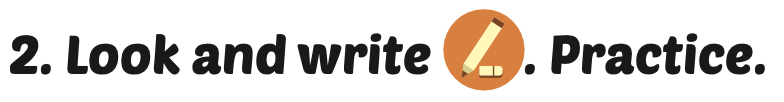 2. Look and write . Practice.